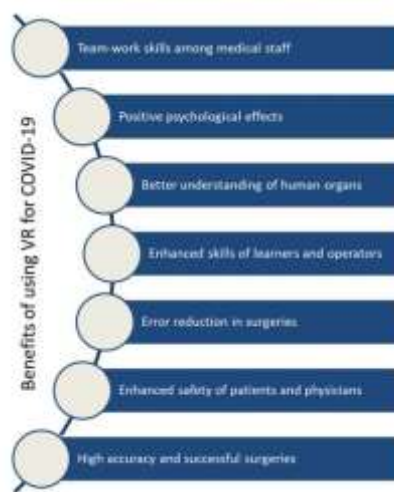 Benefits of using VR for COVID-19
Team-work skills among medical staff
Positive psychological effects
Better understanding of human organs
Enhanced skills of learners and operators
Error reduction in surgeries
Enhanced safety of patients and physicians
High accuracy and successful surgeries